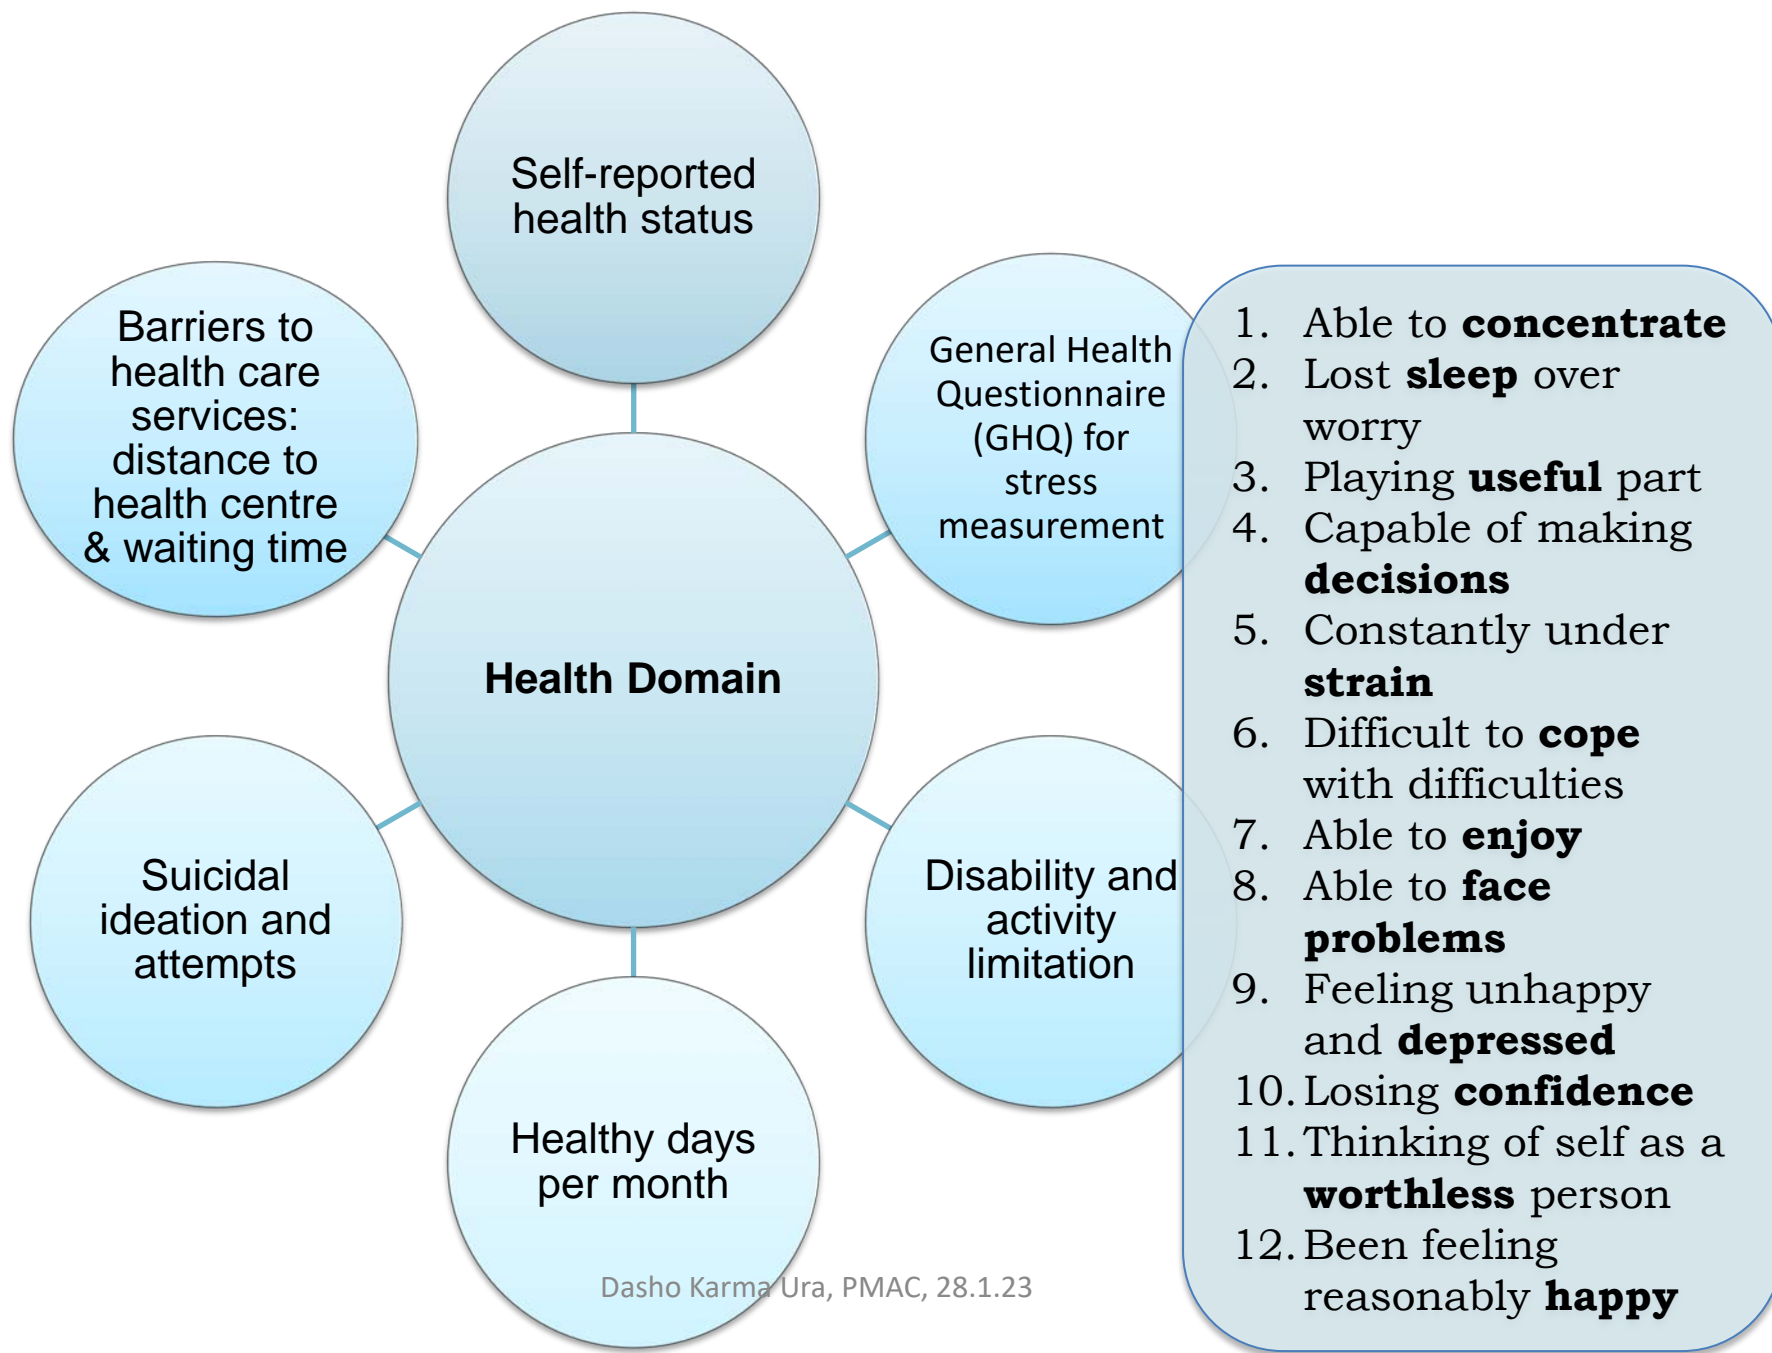 Self-reported
health status
Barriers to
health care
services:
distance to
health centre
& waiting time
General Health
Questionnaire
(GHQ) for
stress
measurement
Health Domain
Suicidal
ideation and
attempts
Disability and
activity
limitation
Healthy days
per month
1. Able to concentrate
2. Lost sleep over
worry
3. Playing useful part
4. Capable of making
decisions
5. Constantly under
strain
6. Difficult to cope
with difficulties
7. Able to enjoy
8. Able to face
problems
9. Feeling unhappy
and depressed
10. Losing confidence
11. Thinking of self as a
worthless person
12. Been feeling
reasonably happy
Dasho Karma Ura, PMAC, 28.1.23